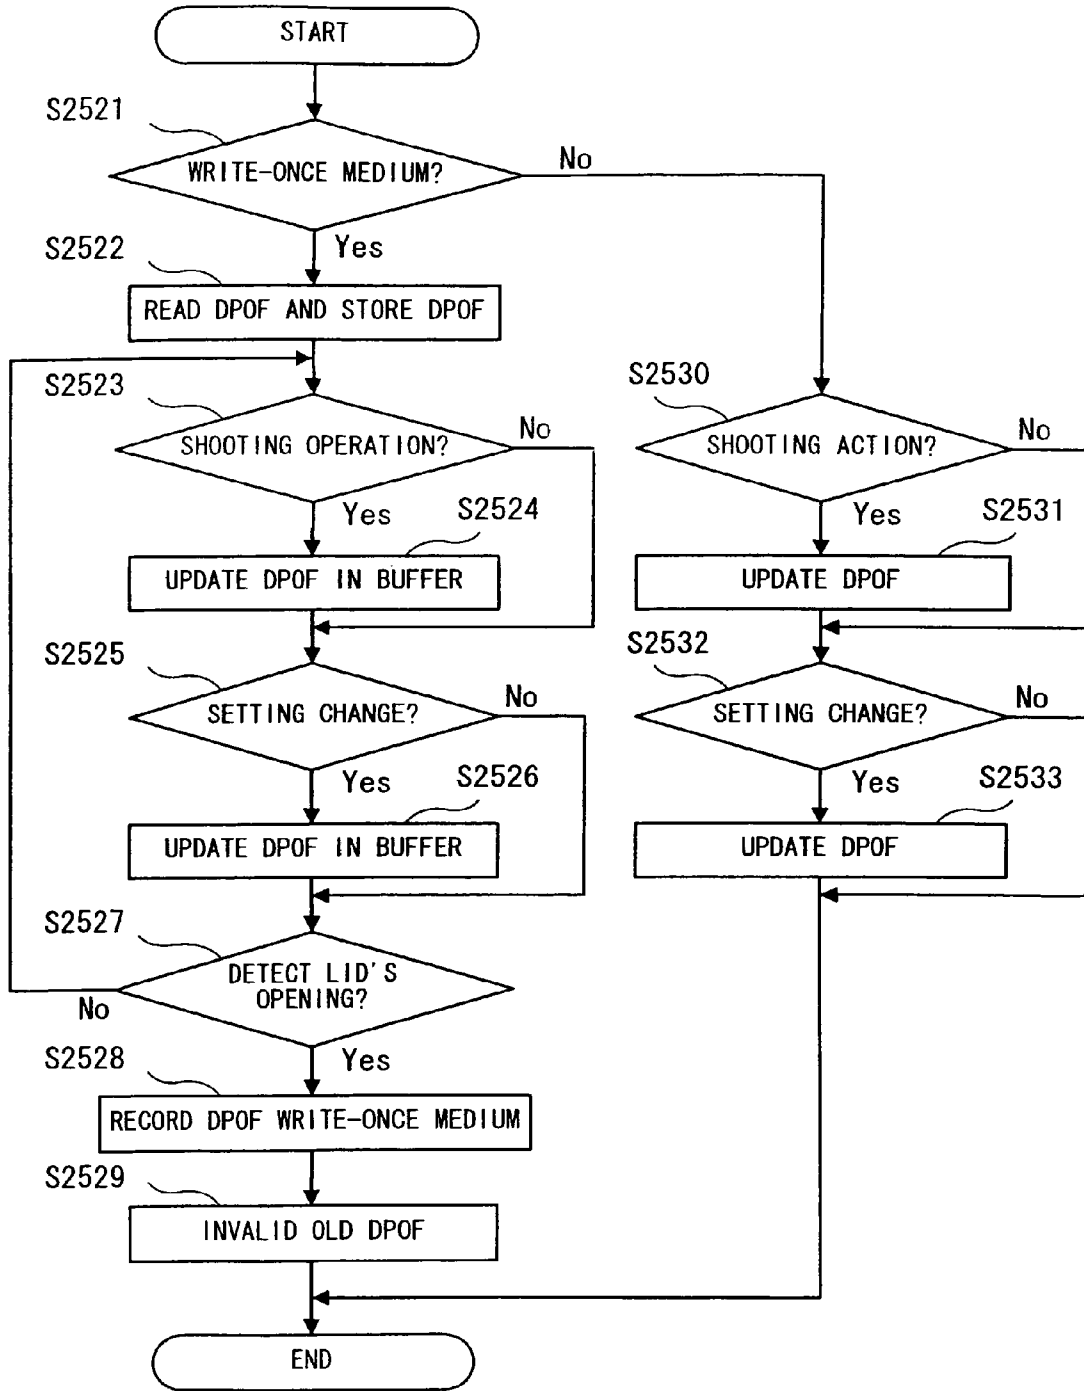 START
S2521
WRITE-ONCE MEDIUM?
No
Yes
S2522
READ DPOF AND STORE DPOF
S2523
SHOOTING OPERATION?
No
Yes
S2524
UPDATE DPOF IN BUFFER
S2525
SETTING CHANGE?
No
Yes
S2526
UPDATE DPOF IN BUFFER
S2527
DETECT LID'S
OPENING?
No
Yes
S2528
RECORD DPOF WRITE-ONCE MEDIUM
S2529
INVALID OLD DPOF
S2530
SHOOTING ACTION?
No
Yes
S2531
UPDATE DPOF
S2532
SETTING CHANGE?
No
Yes
S2533
UPDATE DPOF
END